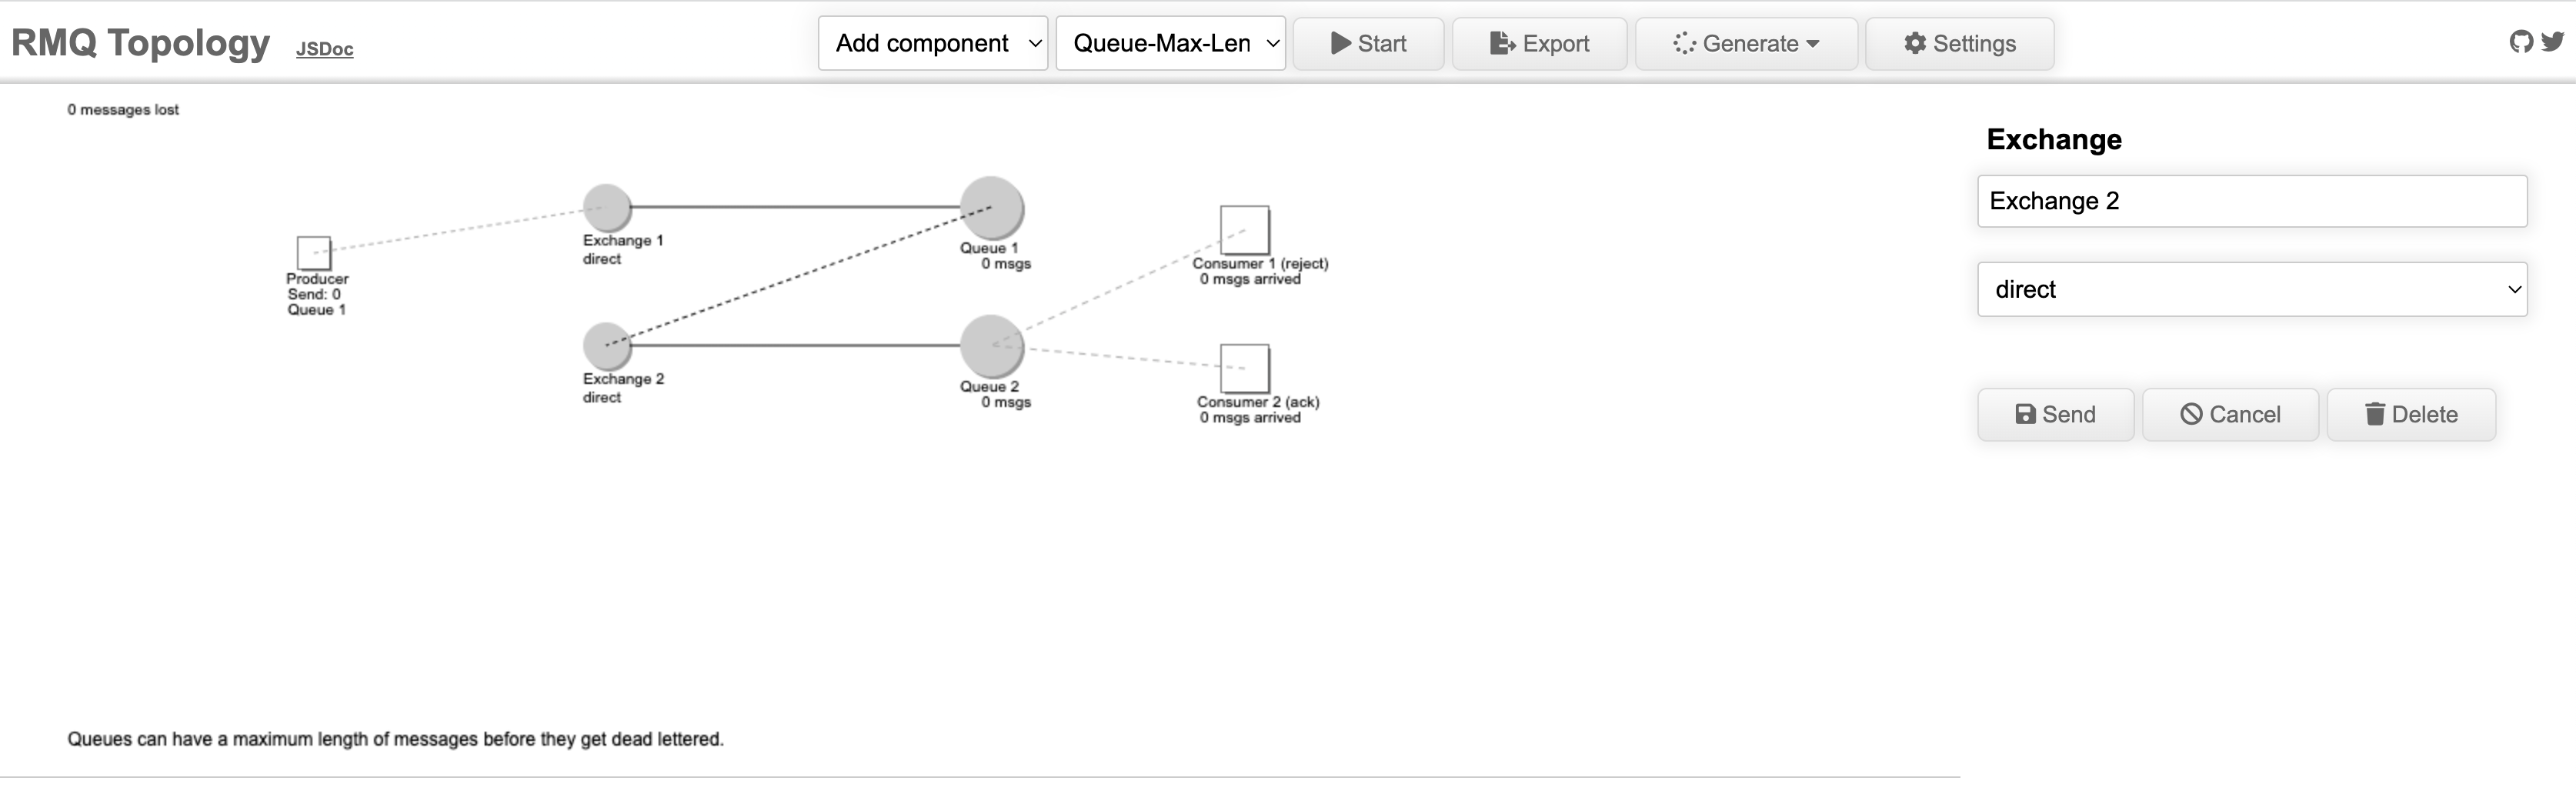 RMQ Topology JSDoc Add component Queue-Max-Len Start Export Generate Settings
0 messages lost
Exchange 1
direct
Producer
Send: 0
Queue 1
Queue 1
0 msgs
Consumer 1 (reject)
0 msgs arrived
Exchange 2
direct
Queue 2
0 msgs
Consumer 2 (ack)
0 msgs arrived
Queues can have a maximum length of messages before they get dead lettered.
Exchange
Exchange 2
direct
Send Cancel Delete